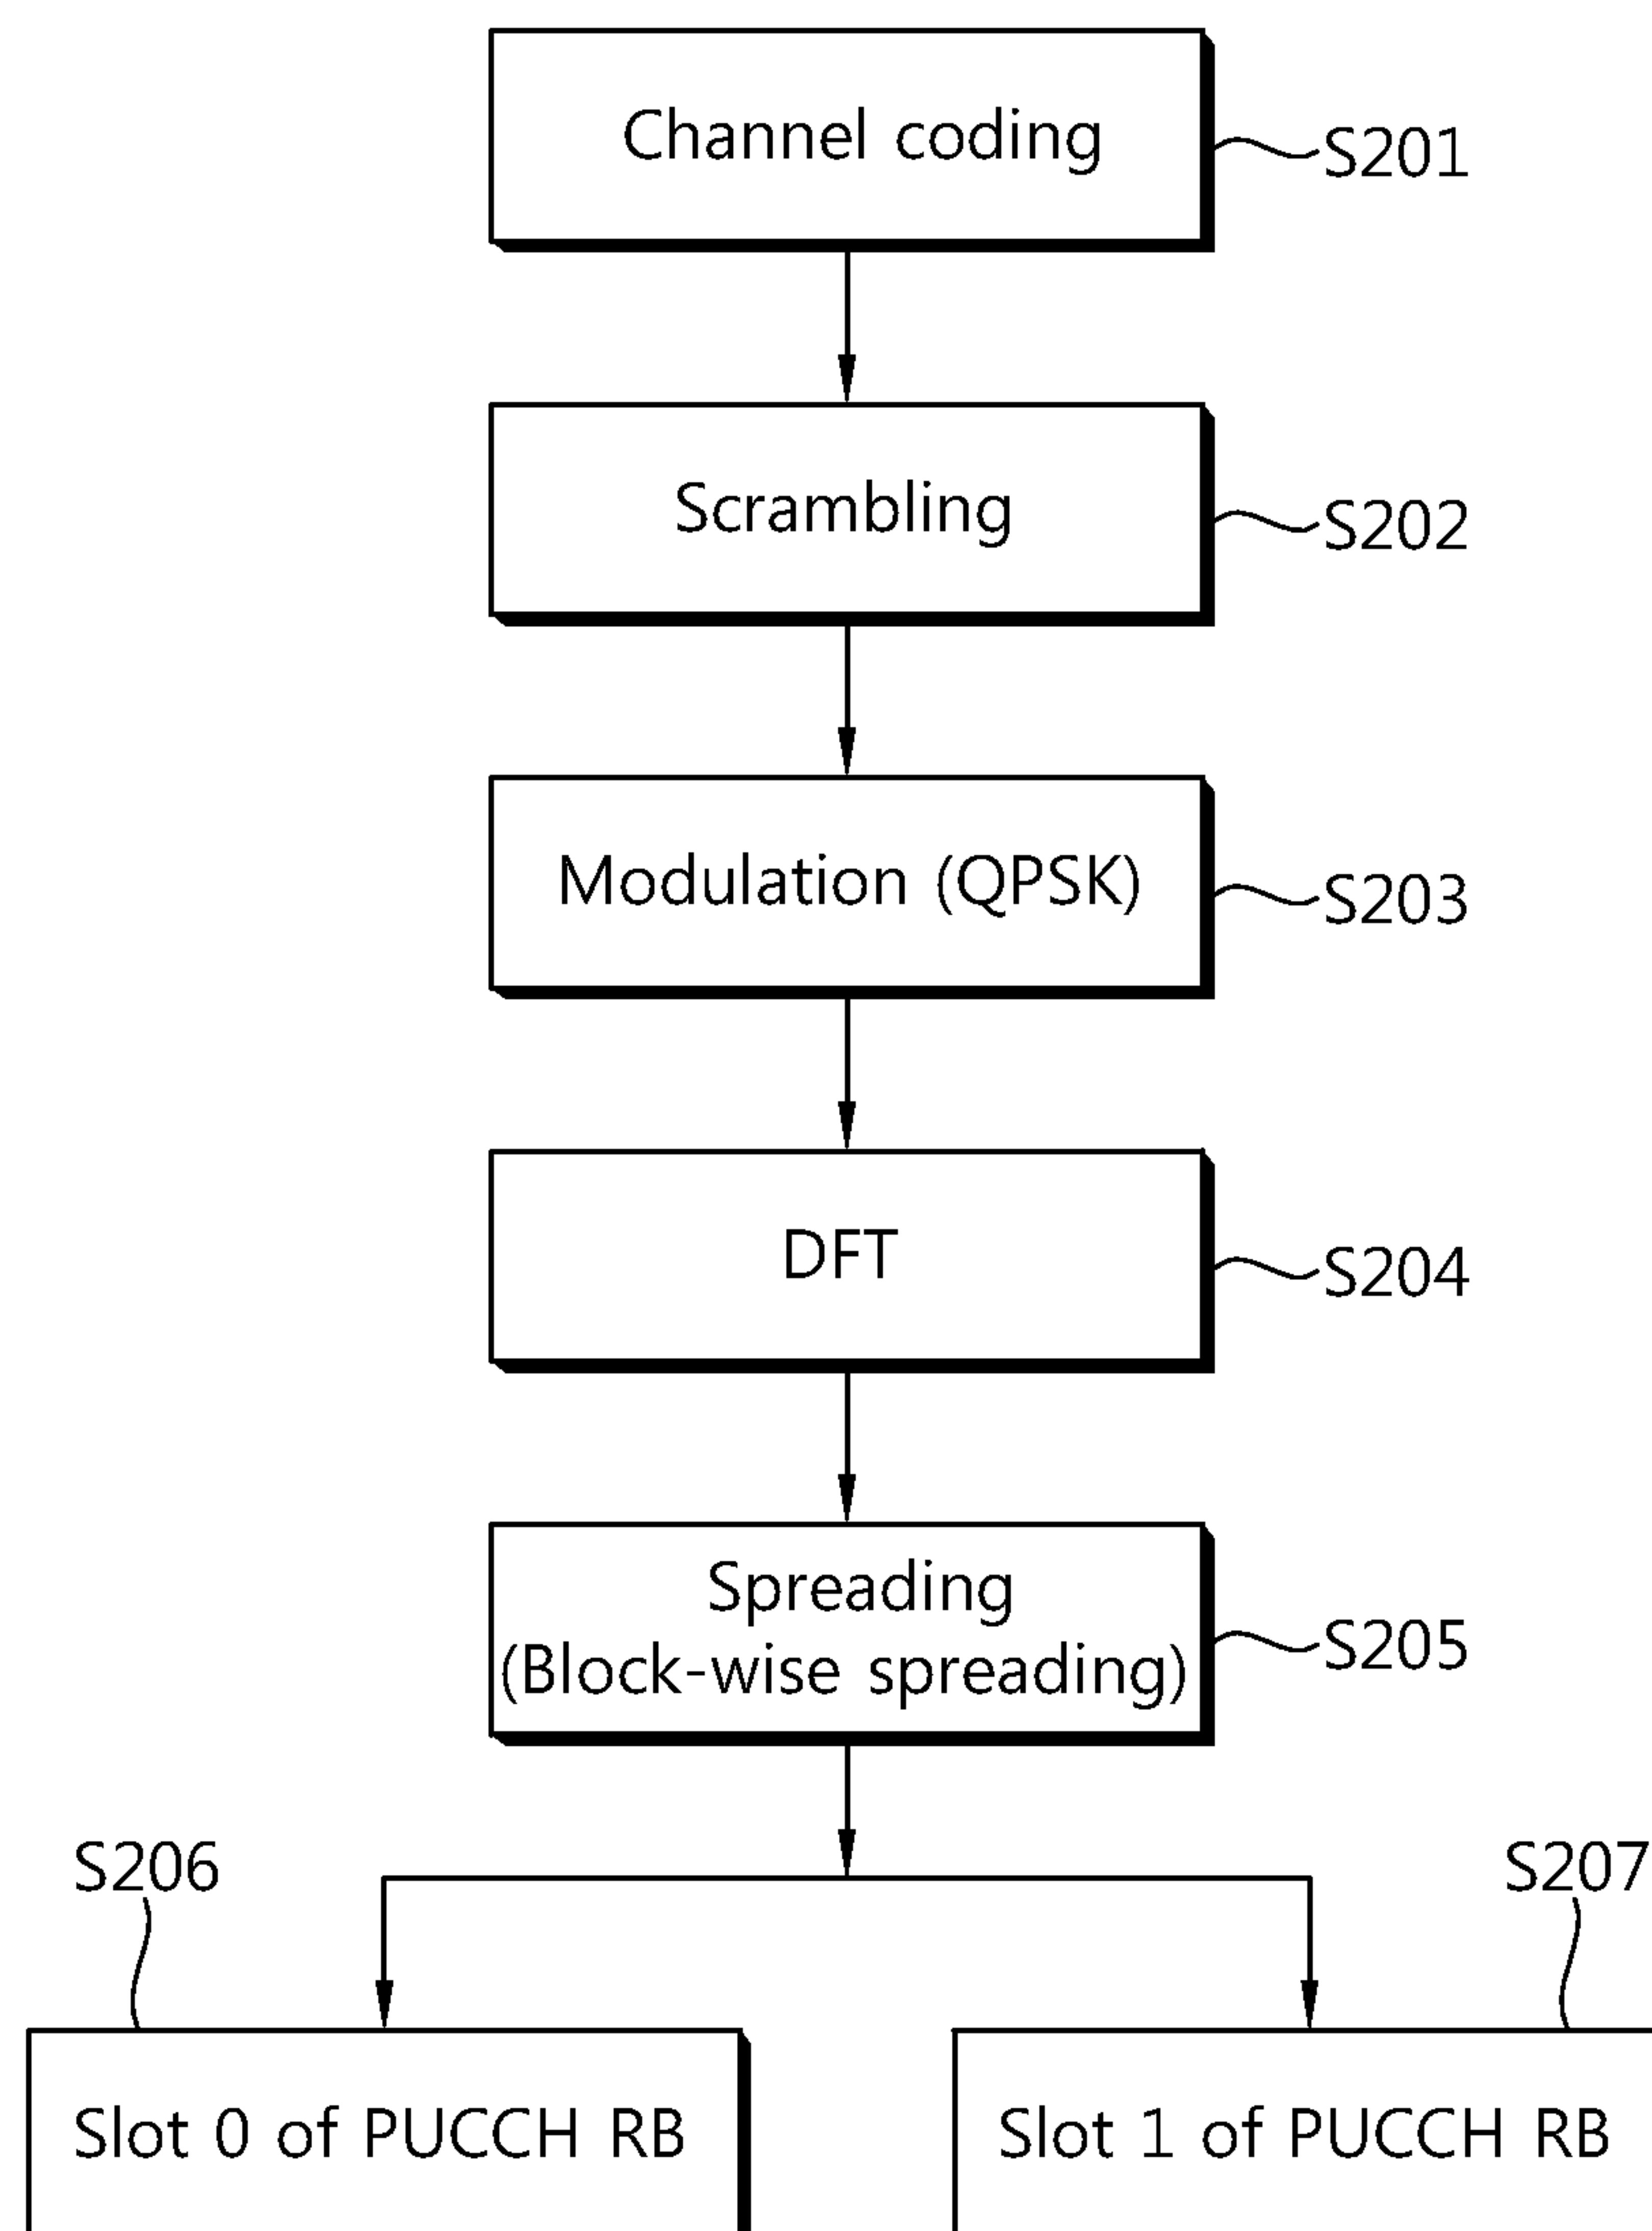 Channel coding
S201
Scrambling
S202
Modulation (QPSK)
S203
DFT
S204
Spreading
(Block-wise spreading)
S205
S206
S207
Slot 0 of PUCCH RB
Slot 1 of PUCCH RB